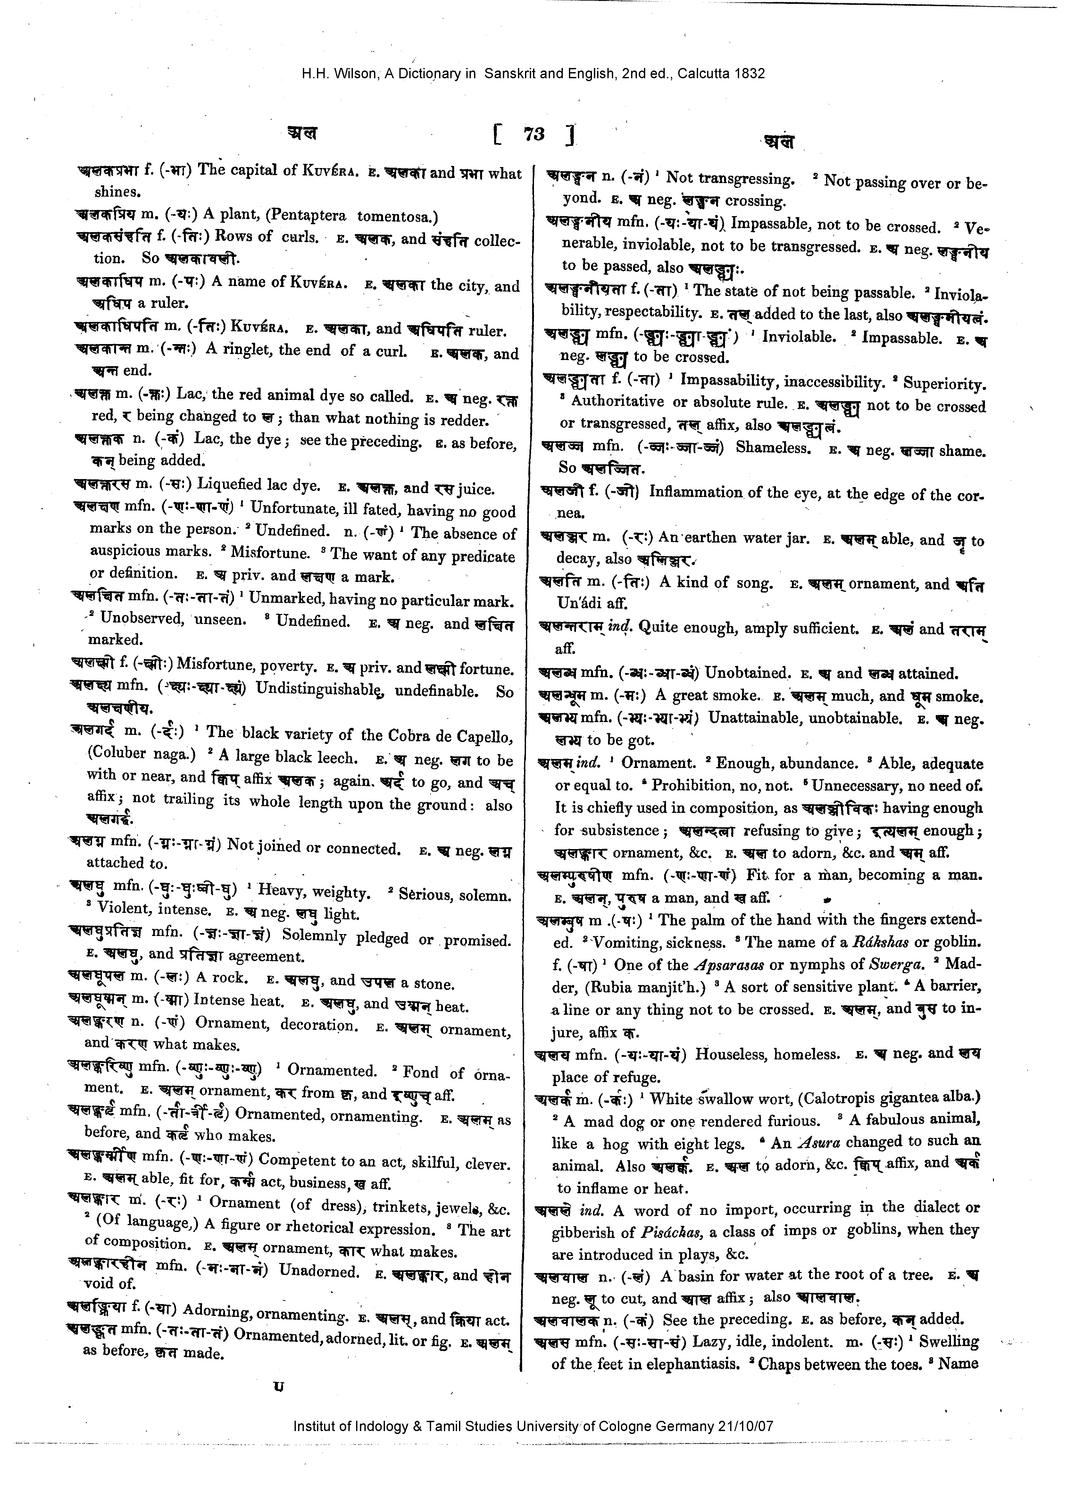 H.H. Wilson, A Dictionary in Sanskrit and English, 2nd ed., Calcutta 1832
अल
[ 73 ]
अल
अलकप्रभा f. (-भा) The capital of KUVÉRA. E. अलका and प्रभा what
shines.
अलकप्रिय m. (-यः) A plant, (Pentaptera tomentosa.)
अलकसंहति f. (-तिः) Rows of curls. E. अलक, and संहति collec-
tion. So अलकावली.
अलकाधिप m. (-पः) A name of KUVÉRA. E. अलका the city, and
अधिप a ruler.
अलकाधिपति m. (-तिः) KUVÉRA. E. अलका, and अधिपति ruler.
अलकान्त m. (-न्तः) A ringlet, the end of a curl. E. अलक, and
अन्त end.
अलक्त m. (-क्तः) Lac, the red animal dye so called. E. अ neg. रक्त
red, र being changed to ल; than what nothing is redder.
अलक्तक n. (-कं) Lac, the dye; see the preceding. E. as before,
कन् being added.
अलक्तरस m. (-सः) Liquefied lac dye. E. अलक्त, and रस juice.
अलक्षण mfn. (-णः-णा-णं) ¹ Unfortunate, ill fated, having no good
marks on the person. ² Undefined. n. (-णं) ¹ The absence of
auspicious marks. ² Misfortune. ³ The want of any predicate
or definition. E. अ priv. and लक्षण a mark.
अलक्षित mfn. (-तः-ता-तं) ¹ Unmarked, having no particular mark.
² Unobserved, unseen. ³ Undefined. E. अ neg. and लक्षित
marked.
अलक्ष्मी f. (-क्ष्मीः) Misfortune, poverty. E. अ priv. and लक्ष्मी fortune.
अलक्ष्य mfn. (-क्ष्यः-क्ष्या-क्ष्यं) Undistinguishable, undefinable. So
अलक्षणीय.
अलगर्द m. (-र्दः) ¹ The black variety of the Cobra de Capello,
(Coluber naga.) ² A large black leech. E. अ neg. लग to be
with or near, and क्विप् affix अलक; again. अर्द to go, and अच्
affix; not trailing its whole length upon the ground: also
अलगर्द्द.
अलग्न mfn. (-ग्नः-ग्ना-ग्नं) Not joined or connected. E. अ neg. लग्न
attached to.
अलघु mfn. (-घुः-घुःघ्वी-घु) ¹ Heavy, weighty. ² Serious, solemn.
³ Violent, intense. E. अ neg. लघु light.
अलघुप्रतिज्ञ mfn. (-ज्ञः-ज्ञा-ज्ञं) Solemnly pledged or promised.
E. अलघु, and प्रतिज्ञा agreement.
अलघूपल m. (-लः) A rock. E. अलघु, and उपल a stone.
अलघूष्मन् m. (-ष्मा) Intense heat. E. अलघु, and उष्मन् heat.
अलङ्करण n. (-णं) Ornament, decoration. E. अलम् ornament,
and करण what makes.
अलङ्करिष्णु mfn. (-ष्णुः-ष्णुः-ष्णु) ¹ Ornamented. ² Fond of orna-
ment. E. अलम् ornament, कर from कृ, and इष्णुच् aff.
अलङ्कर्तृ mfn. (-र्ता-र्त्री-र्तृ) Ornamented, ornamenting. E. अलम् as
before, and कर्तृ who makes.
अलङ्कर्म्मीण mfn. (-णः-णा-णं) Competent to an act, skilful, clever.
E. अलम् able, fit for, कर्म्म act, business, ख aff.
अलङ्कार m. (-रः) ¹ Ornament (of dress), trinkets, jewels, &c.
² (Of language,) A figure or rhetorical expression. ³ The art
of composition. E. अलम् ornament, कार what makes.
अलङ्कारहीन mfn. (-नः-ना-नं) Unadorned. E. अलङ्कार, and हीन
void of.
अलङ्क्रिया f. (-या) Adorning, ornamenting. E. अलम्, and क्रिया act.
अलङ्कृत mfn. (-तः-ता-तं) Ornamented, adorned, lit. or fig. E. अलम्
as before, कृत made.
U
अलङ्घन n. (-नं) ¹ Not transgressing. ² Not passing over or be-
yond. E. अ neg. लङ्घन crossing.
अलङ्घनीय mfn. (-यः-या-यं) Impassable, not to be crossed. ² Ve-
nerable, inviolable, not to be transgressed. E. अ neg. लङ्घनीय
to be passed, also अलङ्घ्यः.
अलङ्घनीयता f. (-ता) ¹ The state of not being passable. ² Inviola-
bility, respectability. E. तल् added to the last, also अलङ्घनीयत्वं.
अलङ्घ्य mfn. (-ङ्घ्यः-ङ्घ्या-ङ्घ्यं) ¹ Inviolable. ² Impassable. E. अ
neg. लङ्घ्य to be crossed.
अलङ्घ्यता f. (-ता) ¹ Impassability, inaccessibility. ² Superiority.
³ Authoritative or absolute rule. E. अलङ्घ्य not to be crossed
or transgressed, तल् affix, also अलङ्घ्यत्वं.
अलज्ज mfn. (-ज्जः-ज्जा-ज्जं) Shameless. E. अ neg. लज्जा shame.
So अलज्जित.
अलजी f. (-जी) Inflammation of the eye, at the edge of the cor-
nea.
अलञ्जर m. (-रः) An earthen water jar. E. अलम् able, and जॄ to
decay, also अलिञ्जर.
अलति m. (-तिः) A kind of song. E. अलम् ornament, and अति
Un'ádi aff.
अलन्तराम् ind. Quite enough, amply sufficient. E. अलं and तराम्
aff.
अलब्ध mfn. (-ब्धः-ब्धा-ब्धं) Unobtained. E. अ and लब्ध attained.
अलन्धूम m. (-मः) A great smoke. E. अलम् much, and धूम smoke.
अलभ्य mfn. (-भ्यः-भ्या-भ्यं) Unattainable, unobtainable. E. अ neg.
लभ्य to be got.
अलम् ind. ¹ Ornament. ² Enough, abundance. ³ Able, adequate
or equal to. ⁴ Prohibition, no, not. ⁵ Unnecessary, no need of.
It is chiefly used in composition, as अलञ्जीविकः having enough
for subsistence; अलन्दत्वा refusing to give; इत्यलम् enough;
अलङ्कार ornament, &c. E. अल to adorn, &c. and अम् aff.
अलम्पुरुषीण mfn. (-णः-णा-णं) Fit for a man, becoming a man.
E. अलम्, पुरुष a man, and ख aff.
अलम्बुष m .(-षः) ¹ The palm of the hand with the fingers extend-
ed. ² Vomiting, sickness. ³ The name of a Rákshas or goblin.
f. (-षा) ¹ One of the Apsarasas or nymphs of Swerga. ² Mad-
der, (Rubia manjit'h.) ³ A sort of sensitive plant. ⁴ A barrier,
a line or any thing not to be crossed. E. अलम्, and बुस to in-
jure, affix क.
अलय mfn. (-यः-या-यं) Houseless, homeless. E. अ neg. and लय
place of refuge.
अलर्क m. (-र्कः) ¹ White swallow wort, (Calotropis gigantea alba.)
² A mad dog or one rendered furious. ³ A fabulous animal,
like a hog with eight legs. ⁴ An Asura changed to such an
animal. Also अलर्क्क. E. अल to adorn, &c. क्विप् affix, and अर्क
to inflame or heat.
अलले ind. A word of no import, occurring in the dialect or
gibberish of Pisáchas, a class of imps or goblins, when they
are introduced in plays, &c.
अलवाल n. (-लं) A basin for water at the root of a tree. E. अ
neg. लू to cut, and आल affix; also आलवाल.
अलवालक n. (-कं) See the preceding. E. as before, कन् added.
अलस mfn. (-सः-सा-सं) Lazy, idle, indolent. m. (-सः) ¹ Swelling
of the feet in elephantiasis. ² Chaps between the toes. ³ Name
Institut of Indology & Tamil Studies University of Cologne Germany 21/10/07